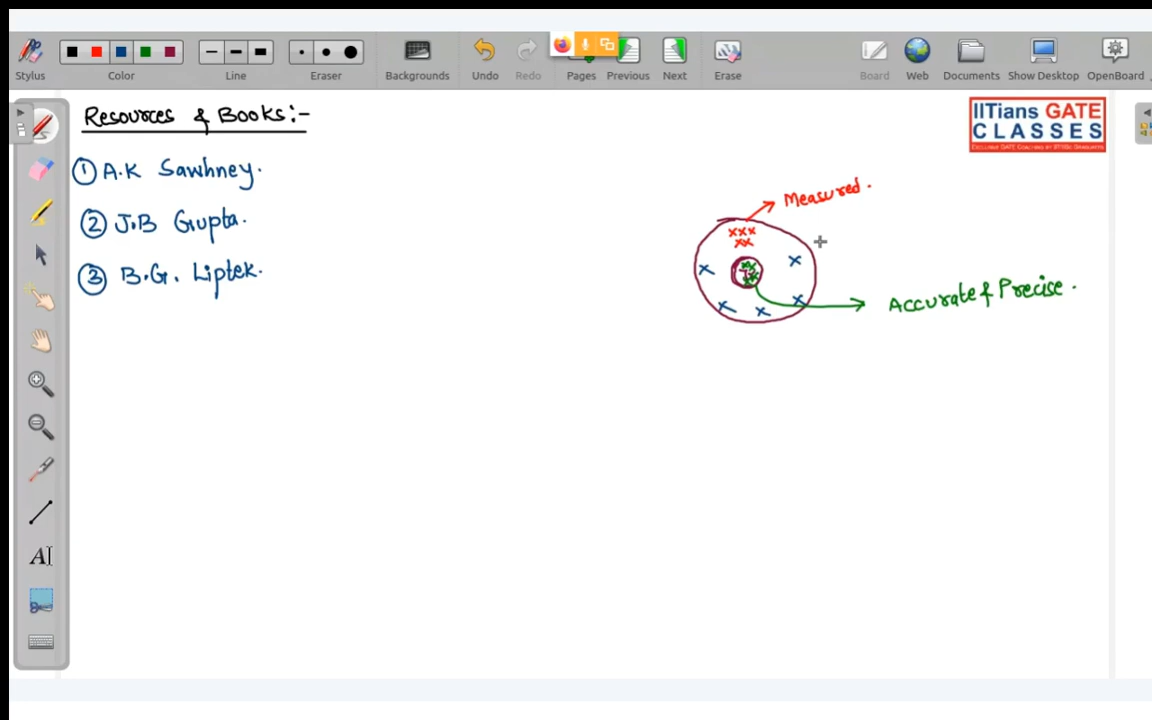 Stylus
Color
Line
Eraser
Backgrounds
Undo
Redo
Pages
Previous
Next
Erase
Board
Web
Documents
Show Desktop
OpenBoard
Resources & Books:-
IITians GATE
CLASSES
① A.K Sawhney.
② J.B Gupta.
③ B.G. Liptek.
Measured.
Accurate & Precise.
AI